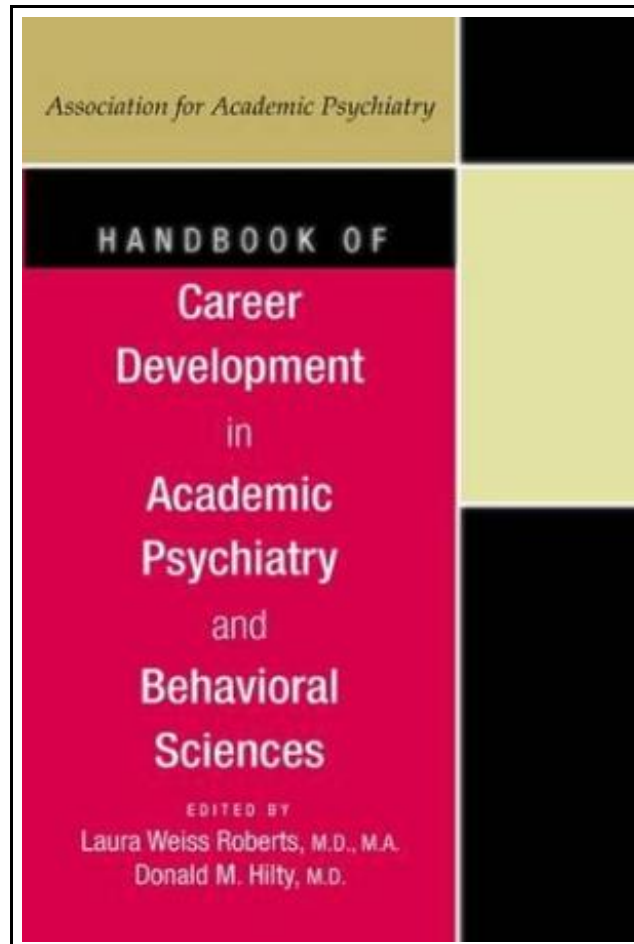 Association for Academic Psychiatry
HANDBOOK OF
Career
Development
in
Academic
Psychiatry
and
Behavioral
Sciences
EDITED BY
Laura Weiss Roberts, M.D., M.A.
Donald M. Hilty, M.D.